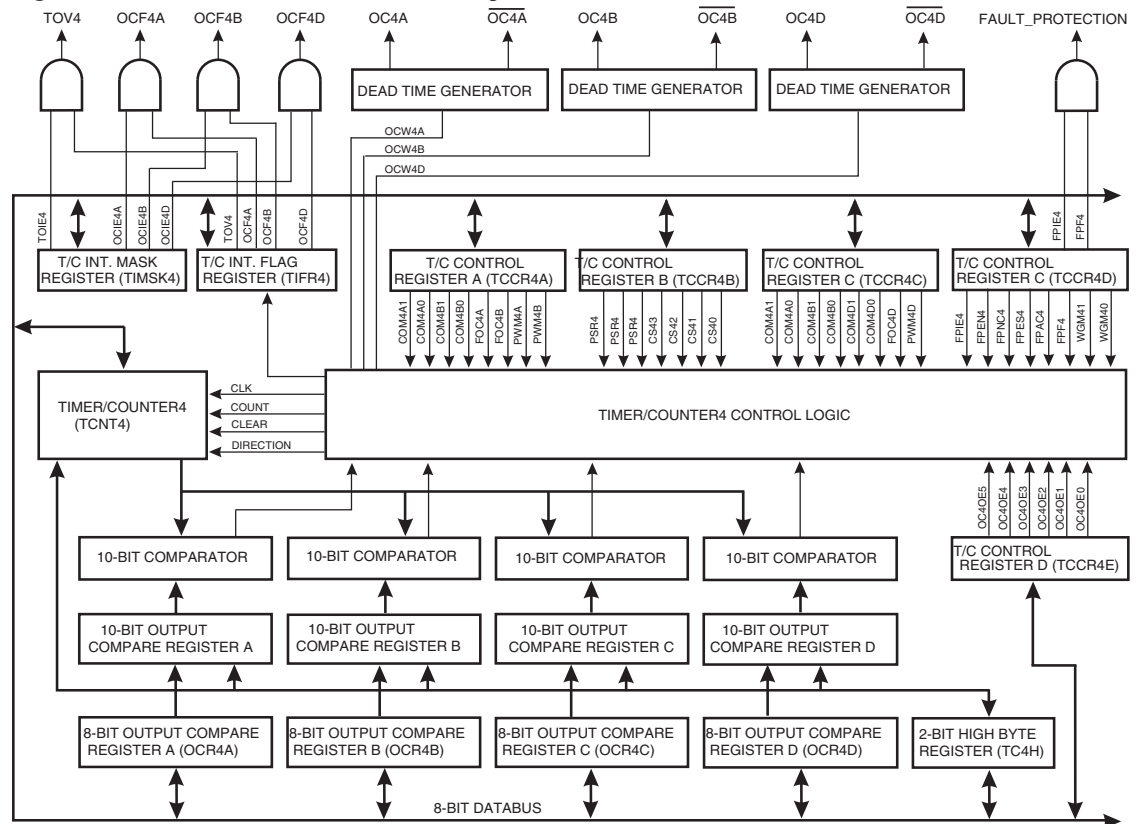 TOV4 OCF4A OCF4B OCF4D OC4A OC4A OC4B OC4B OC4D OC4D FAULT_PROTECTION
DEAD TIME GENERATOR
DEAD TIME GENERATOR
DEAD TIME GENERATOR
OCW4A
OCW4B
OCW4D
TOIE4
OCIE4A
OCIE4B
OCIE4D
TOV4
OCF4A
OCF4B
OCF4D
FPIE4
FPF4
T/C INT. MASK
REGISTER (TIMSK4)
T/C INT. FLAG
REGISTER (TIFR4)
T/C CONTROL
REGISTER A (TCCR4A)
T/C CONTROL
REGISTER B (TCCR4B)
T/C CONTROL
REGISTER C (TCCR4C)
T/C CONTROL
REGISTER C (TCCR4D)
COM4A1
COM4A0
COM4B1
COM4B0
FOC4A
FOC4B
PWM4A
PWM4B
PSR4
PSR4
PSR4
CS43
CS42
CS41
CS40
COM4A1
COM4A0
COM4B1
COM4B0
COM4D1
COM4D0
FOC4D
PWM4D
FPIE4
FPEN4
FPNC4
FPES4
FPAC4
FPF4
WGM41
WGM40
TIMER/COUNTER4
(TCNT4)
CLK
COUNT
CLEAR
DIRECTION
TIMER/COUNTER4 CONTROL LOGIC
OC4OE5
OC4OE4
OC4OE3
OC4OE2
OC4OE1
OC4OE0
10-BIT COMPARATOR
10-BIT COMPARATOR
10-BIT COMPARATOR
10-BIT COMPARATOR
T/C CONTROL
REGISTER D (TCCR4E)
10-BIT OUTPUT
COMPARE REGISTER A
10-BIT OUTPUT
COMPARE REGISTER B
10-BIT OUTPUT
COMPARE REGISTER C
10-BIT OUTPUT
COMPARE REGISTER D
8-BIT OUTPUT COMPARE
REGISTER A (OCR4A)
8-BIT OUTPUT COMPARE
REGISTER B (OCR4B)
8-BIT OUTPUT COMPARE
REGISTER C (OCR4C)
8-BIT OUTPUT COMPARE
REGISTER D (OCR4D)
2-BIT HIGH BYTE
REGISTER (TC4H)
8-BIT DATABUS